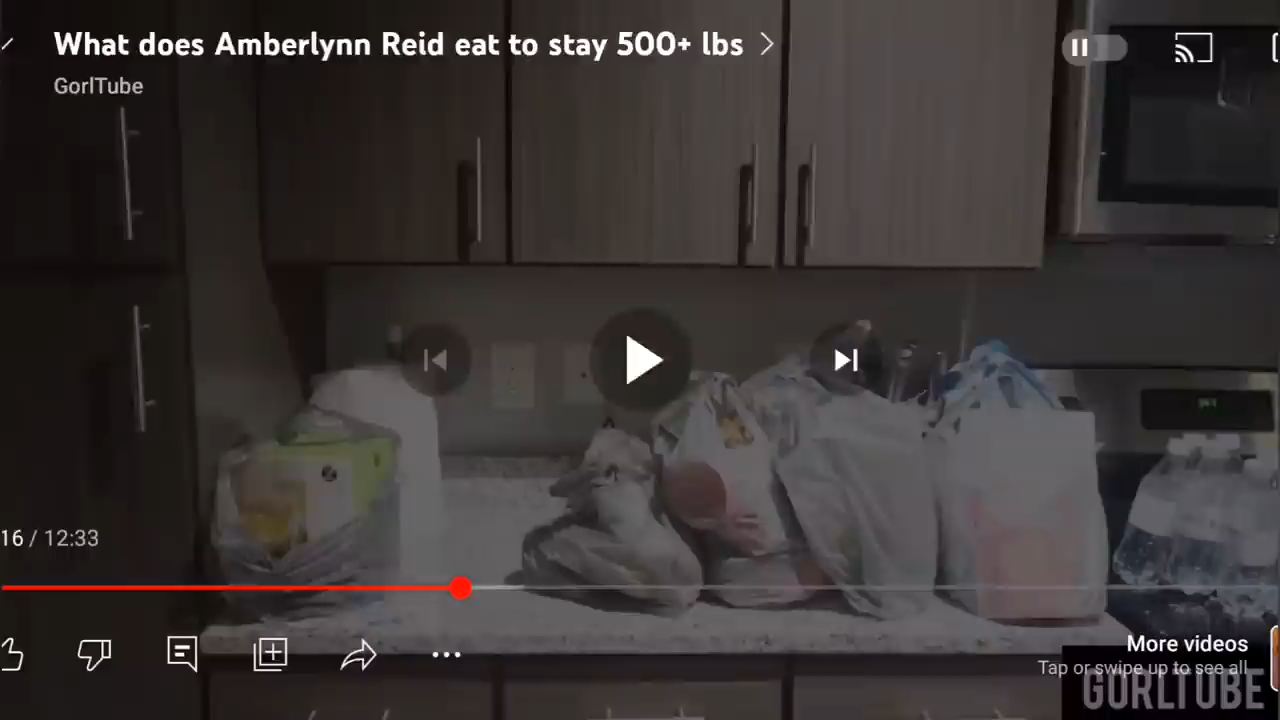 What does Amberlynn Reid eat to stay 500+ lbs
GorlTube
16 / 12:33
More videos
Tap or swipe up to see all
GORLTUBE